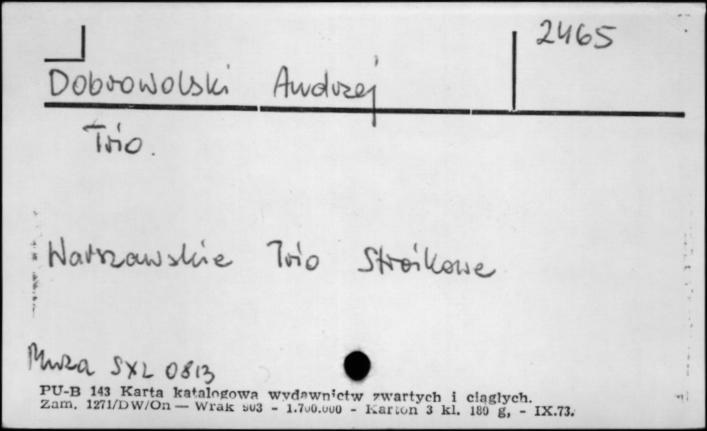 2465
Dobrowolski Andrzej
Trio.
Warszawskie Trio Stroikowe
Muza SXL 0813
PU-B 143 Karta katalogowa wydawnictw zwartych i ciągłych.
Zam. 1271/DW/On — Wrak 903 - 1.700.000 - Karton 3 kl. 180 g, - IX.73.